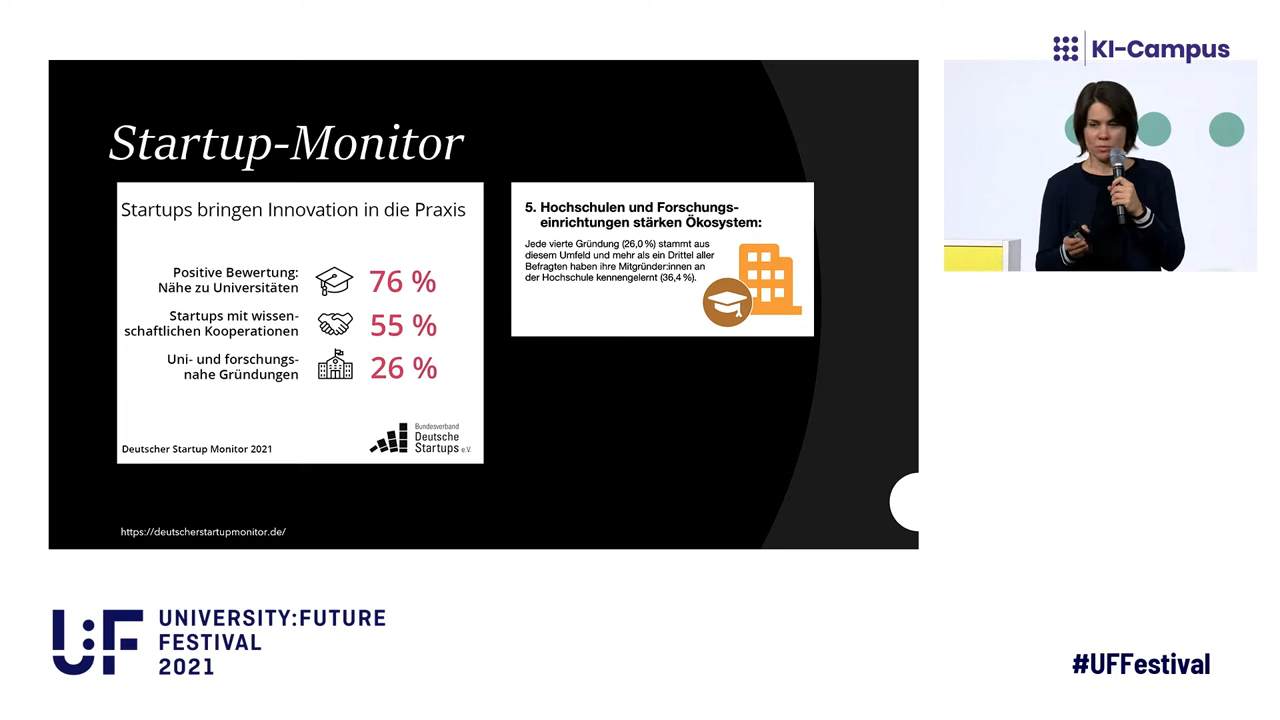 KI-Campus
Startup-Monitor
Startups bringen Innovation in die Praxis
Positive Bewertung:
Nähe zu Universitäten
76 %
Startups mit wissen-
schaftlichen Kooperationen
55 %
Uni- und forschungs-
nahe Gründungen
26 %
Deutscher Startup Monitor 2021
Bundesverband
Deutsche
Startups e.V.
5. Hochschulen und Forschungs-
einrichtungen stärken Ökosystem:
Jede vierte Gründung (26,0 %) stammt aus
diesem Umfeld und mehr als ein Drittel aller
Befragten haben ihre Mitgründer:innen an
der Hochschule kennengelernt (36,4 %).
https://deutscherstartupmonitor.de/
U:F
UNIVERSITY:FUTURE
FESTIVAL
2021
#UFFestival